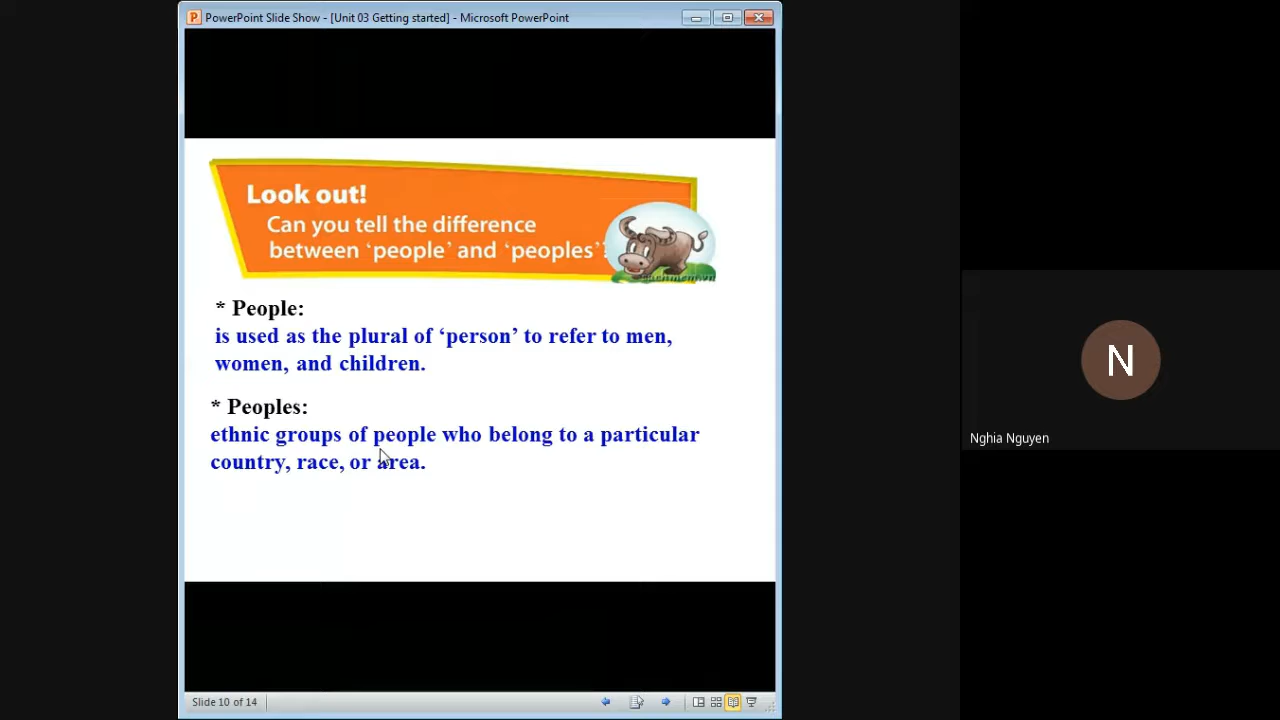 PowerPoint Slide Show - [Unit 03 Getting started] - Microsoft PowerPoint
Look out!
Can you tell the difference
between ‘people’ and ‘peoples’?
* People:
is used as the plural of ‘person’ to refer to men,
women, and children.
* Peoples:
ethnic groups of people who belong to a particular
country, race, or area.
N
Nghia Nguyen
Slide 10 of 14